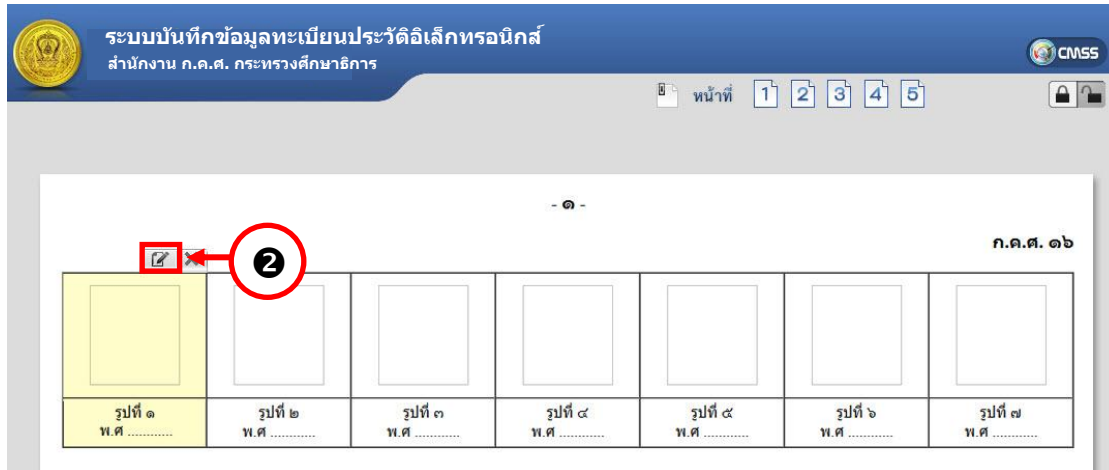 ระบบบันทึกข้อมูลทะเบียนประวัติอิเล็กทรอนิกส์
สำนักงาน ก.ค.ศ. กระทรวงศึกษาธิการ
CMSS
หน้าที่ 1 2 3 4 5
- ๑ -
ก.ค.ศ. ๑๖
❷
รูปที่ ๑ รูปที่ ๒ รูปที่ ๓ รูปที่ ๔ รูปที่ ๕ รูปที่ ๖ รูปที่ ๗
พ.ศ ............ พ.ศ ............ พ.ศ ............ พ.ศ ............ พ.ศ ............ พ.ศ ............ พ.ศ ............